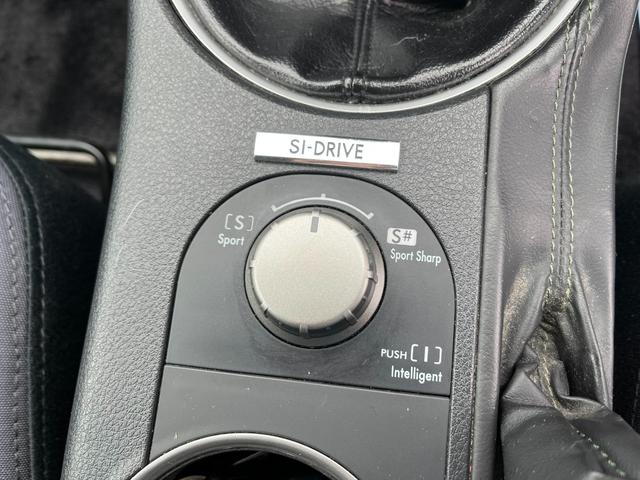 SI-DRIVE
[S]
Sport
S#
Sport Sharp
PUSH [I]
Intelligent